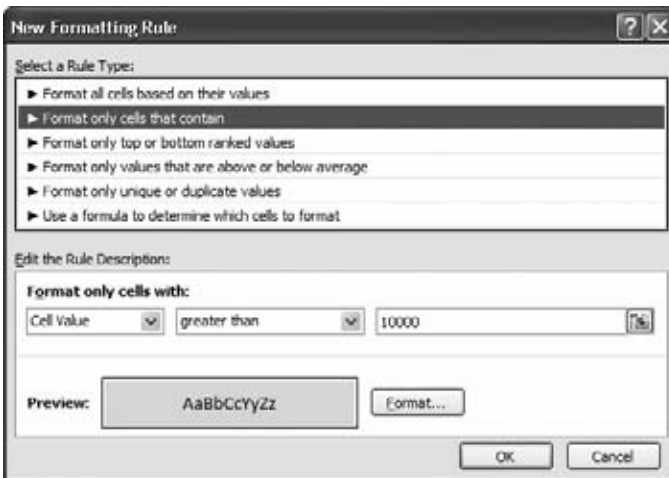 New Formatting Rule
Select a Rule Type:
► Format all cells based on their values
► Format only cells that contain
► Format only top or bottom ranked values
► Format only values that are above or below average
► Format only unique or duplicate values
► Use a formula to determine which cells to format
Edit the Rule Description:
Format only cells with:
Cell Value greater than 10000
Preview: AaBbCcYyZz Format...
OK Cancel